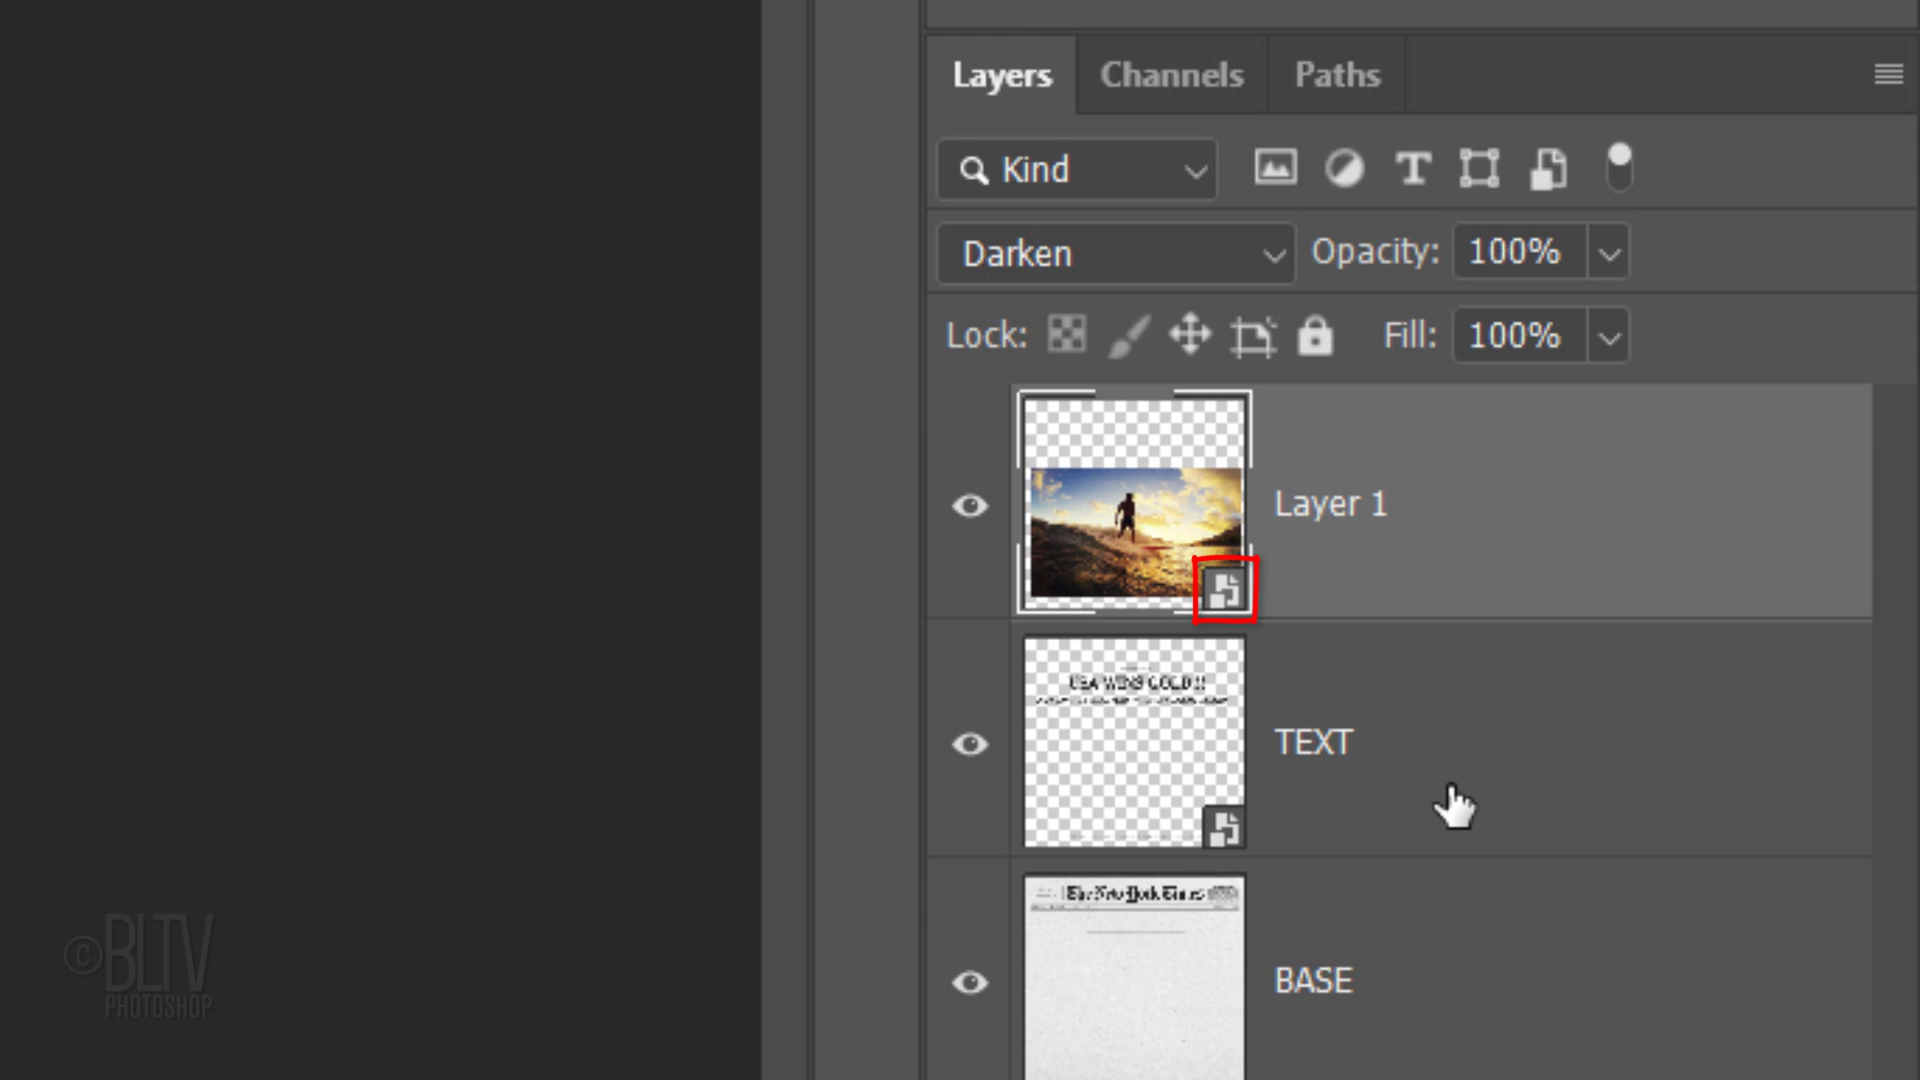 Layers Channels Paths
Kind
Darken Opacity: 100%
Lock: Fill: 100%
Layer 1
USA WINS GOLD!!
TEXT
The New York Times
BASE
©BLTV
PHOTOSHOP